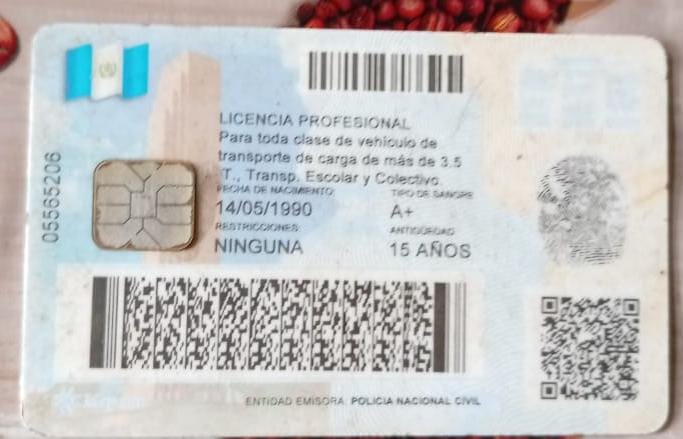 LICENCIA PROFESIONAL
Para toda clase de vehículo de
transporte de carga de más de 3.5
T., Transp. Escolar y Colectivo.
FECHA DE NACIMIENTO TIPO DE SANGRE
14/05/1990 A+
RESTRICCIONES ANTIGÜEDAD
NINGUNA 15 AÑOS
05565206
ENTIDAD EMISORA: POLICIA NACIONAL CIVIL